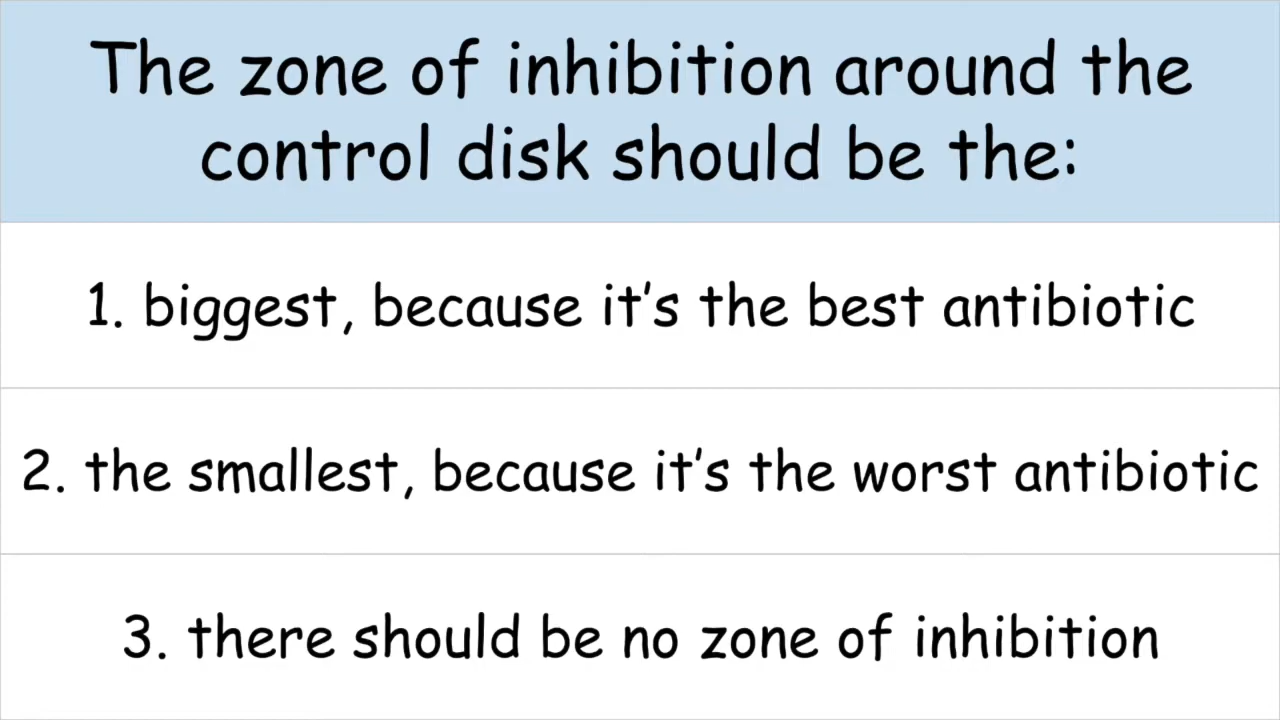 The zone of inhibition around the
control disk should be the:
1. biggest, because it's the best antibiotic
2. the smallest, because it's the worst antibiotic
3. there should be no zone of inhibition